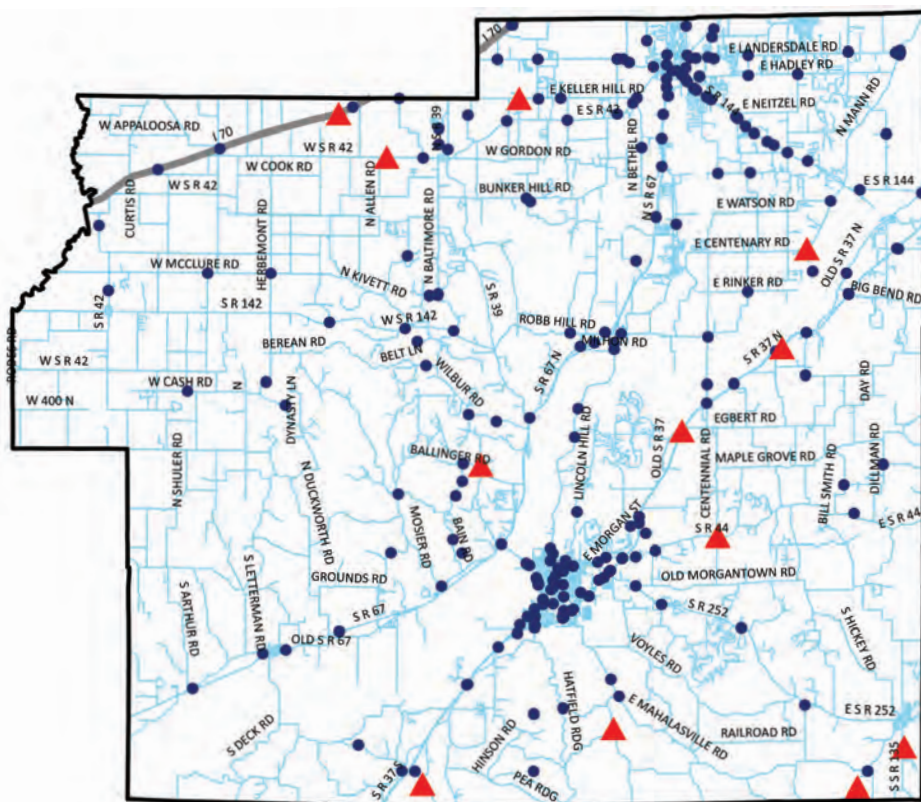 I 70
E LANDERSDALE RD
E HADLEY RD
E KELLER HILL RD
E NEITZEL RD
S R 144
N MANN RD
E S R 42
W APPALOOSA RD
I 70
W S R 42
N S R 39
W GORDON RD
N BETHEL RD
W COOK RD
W S R 42
N ALLEN RD
BUNKER HILL RD
E S R 144
CURTIS RD
N S R 67
E WATSON RD
HERBEMONT RD
N BALTIMORE RD
E CENTENARY RD
OLD S R 37 N
W MCCLURE RD
N KIVETT RD
S R 39
E RINKER RD
BIG BEND RD
S R 42
S R 142
W S R 142
ROBB HILL RD
MILHON RD
BEREAN RD
RODES RD
W S R 42
BELT LN
WILBUR RD
S R 67 N
S R 37 N
W CASH RD
N
DYNASTY LN
DAY RD
W 400 N
LINCOLN HILL RD
OLD S R 37
EGBERT RD
CENTENNIAL RD
BALLINGER RD
MAPLE GROVE RD
N SHULER RD
N DUCKWORTH RD
BILL SMITH RD
DILLMAN RD
MOSIER RD
BAIN RD
E MORGAN ST
S R 44
E S R 44
GROUNDS RD
OLD MORGANTOWN RD
S ARTHUR RD
S LETTERMAN RD
S R 67
OLD S R 67
S R 252
S HICKEY RD
VOYLES RD
HATFIELD RDG
E MAHALASVILLE RD
E S R 252
S DECK RD
HINSON RD
RAILROAD RD
S S R 135
S R 37 S
PEA RDG